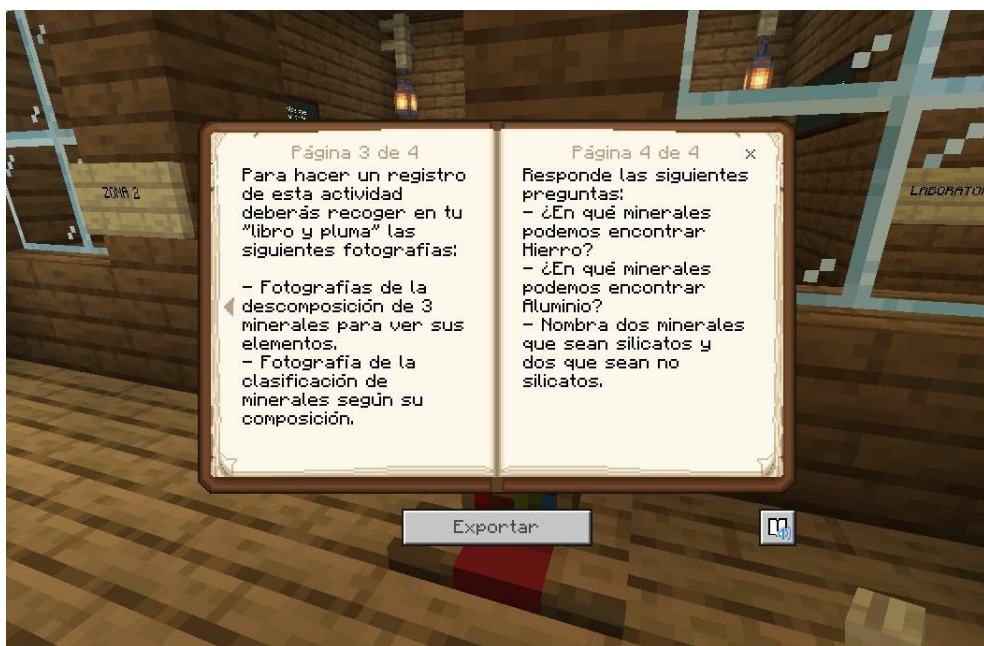 ZONA 2
Página 3 de 4
Para hacer un registro
de esta actividad
deberás recoger en tu
"libro y pluma" las
siguientes fotografías:
- Fotografías de la
descomposición de 3
minerales para ver sus
elementos.
- Fotografía de la
clasificación de
minerales según su
composición.
Página 4 de 4
x
Responde las siguientes
preguntas:
- ¿En qué minerales
podemos encontrar
Hierro?
- ¿En qué minerales
podemos encontrar
Aluminio?
- Nombra dos minerales
que sean silicatos y
dos que sean no
silicatos.
LABORATO
Exportar